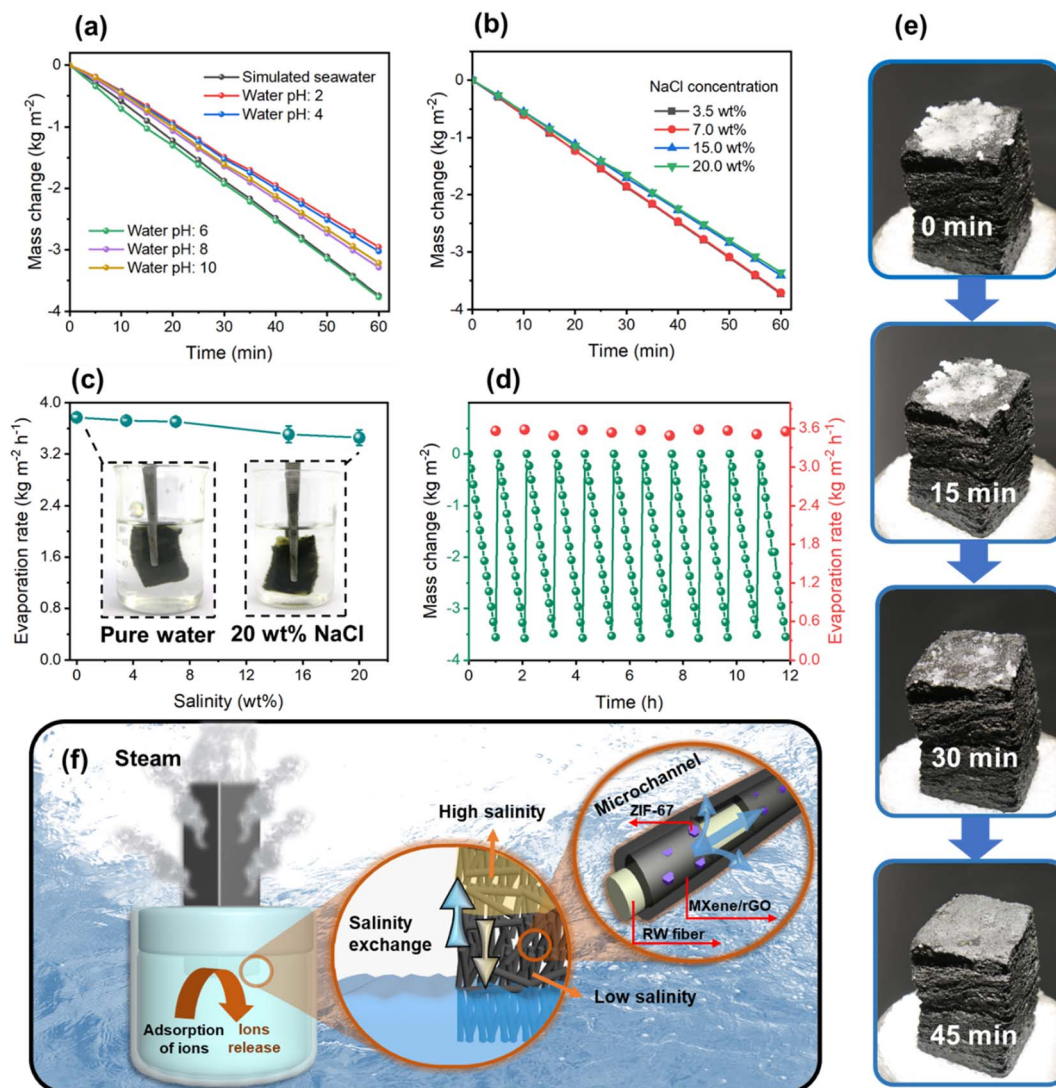 (a)
Mass change (kg m⁻²)
0
-1
-2
-3
-4
Simulated seawater
Water pH: 2
Water pH: 4
Water pH: 6
Water pH: 8
Water pH: 10
0 10 20 30 40 50 60
Time (min)
(b)
Mass change (kg m⁻²)
0
-1
-2
-3
-4
NaCl concentration
3.5 wt%
7.0 wt%
15.0 wt%
20.0 wt%
0 10 20 30 40 50 60
Time (min)
(c)
Evaporation rate (kg m⁻² h⁻¹)
4.0
3.2
2.4
1.6
0.8
0.0
Pure water
20 wt% NaCl
0 5 10 15 20
Salinity (wt%)
(d)
Mass change (kg m⁻²)
0
-1
-2
-3
-4
3.6
3.0
2.4
1.8
1.2
0.6
0.0
Evaporation rate (kg m⁻² h⁻¹)
0 2 4 6 8 10 12
Time (h)
(e)
0 min
15 min
30 min
45 min
(f)
Steam
Adsorption
of ions
Ions
release
Salinity
exchange
High salinity
Low salinity
Microchannel
ZIF-67
MXene/rGO
RW fiber